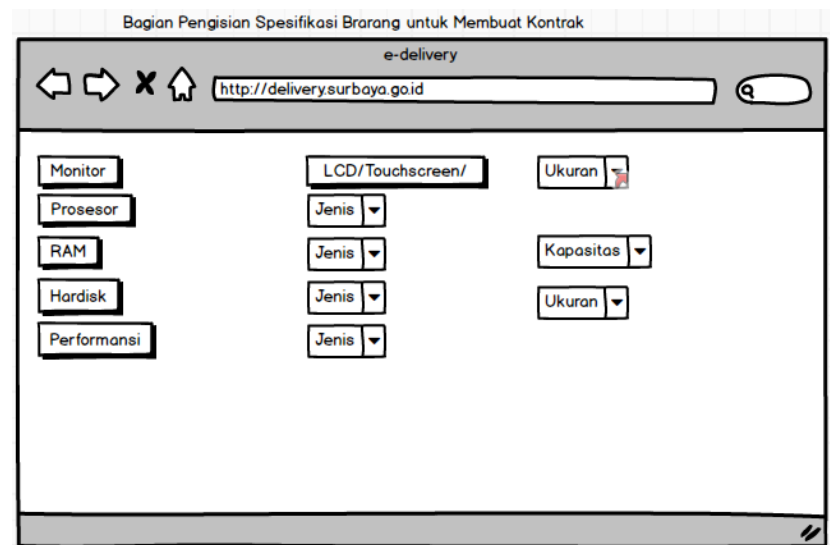 Bagian Pengisian Spesifikasi Brarang untuk Membuat Kontrak
e-delivery
http://delivery.surbaya.go.id
Monitor LCD/Touchscreen/ Ukuran
Prosesor Jenis
RAM Jenis Kapasitas
Hardisk Jenis Ukuran
Performansi Jenis